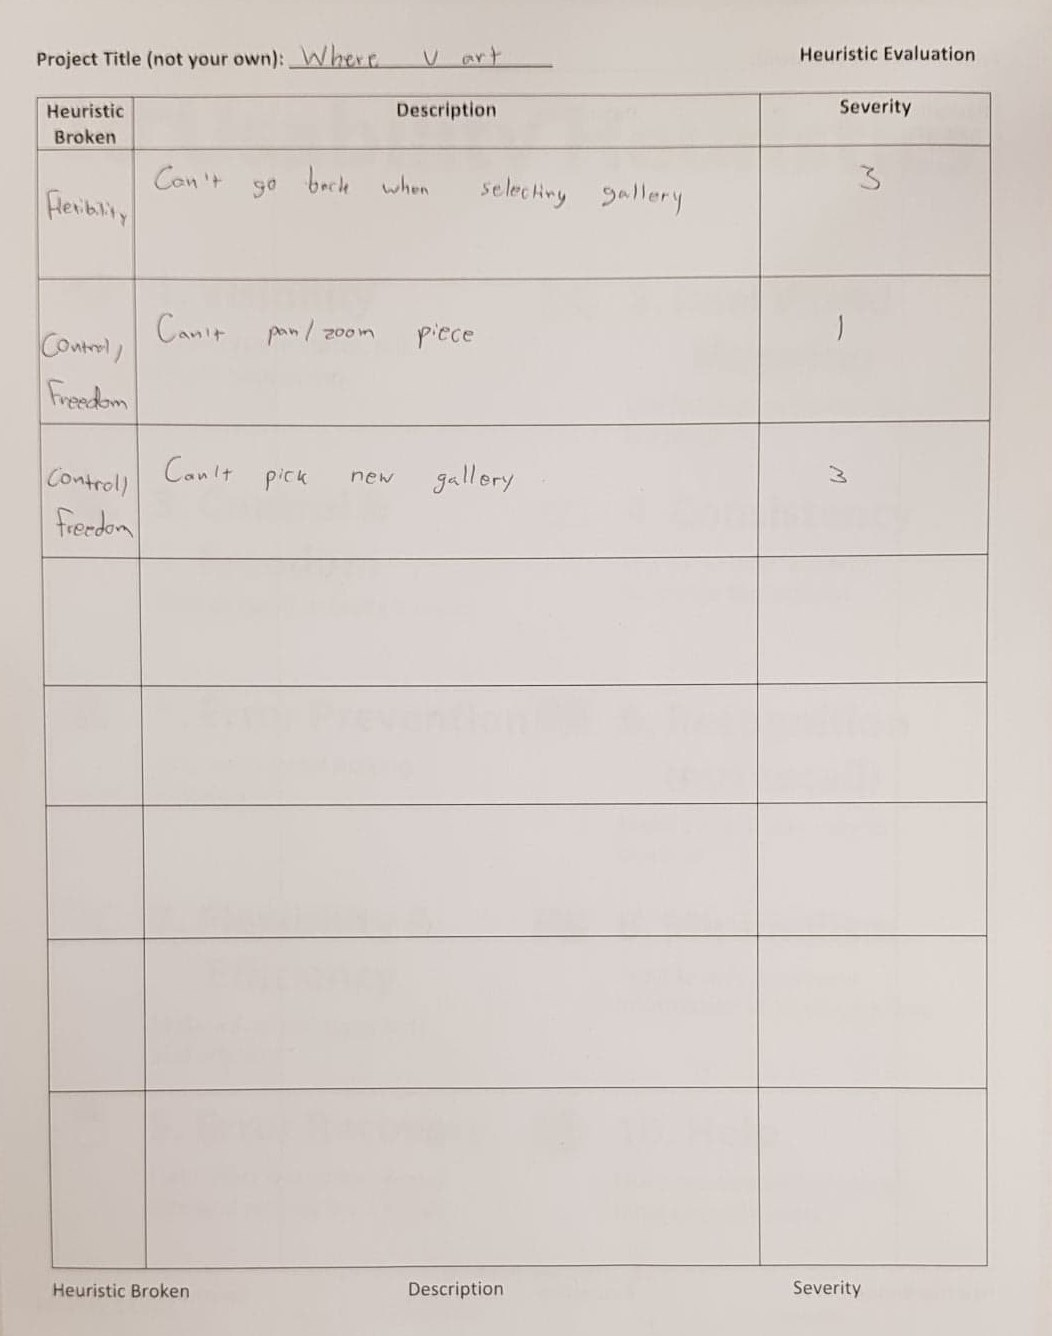 Project Title (not your own): Where U art
Heuristic Evaluation
Heuristic Broken
Description
Severity
Flexibility
Can't go back when selecting gallery
3
Control/
Freedom
Can't pan/zoom piece
1
Control/
Freedom
Can't pick new gallery
3
Heuristic Broken
Description
Severity